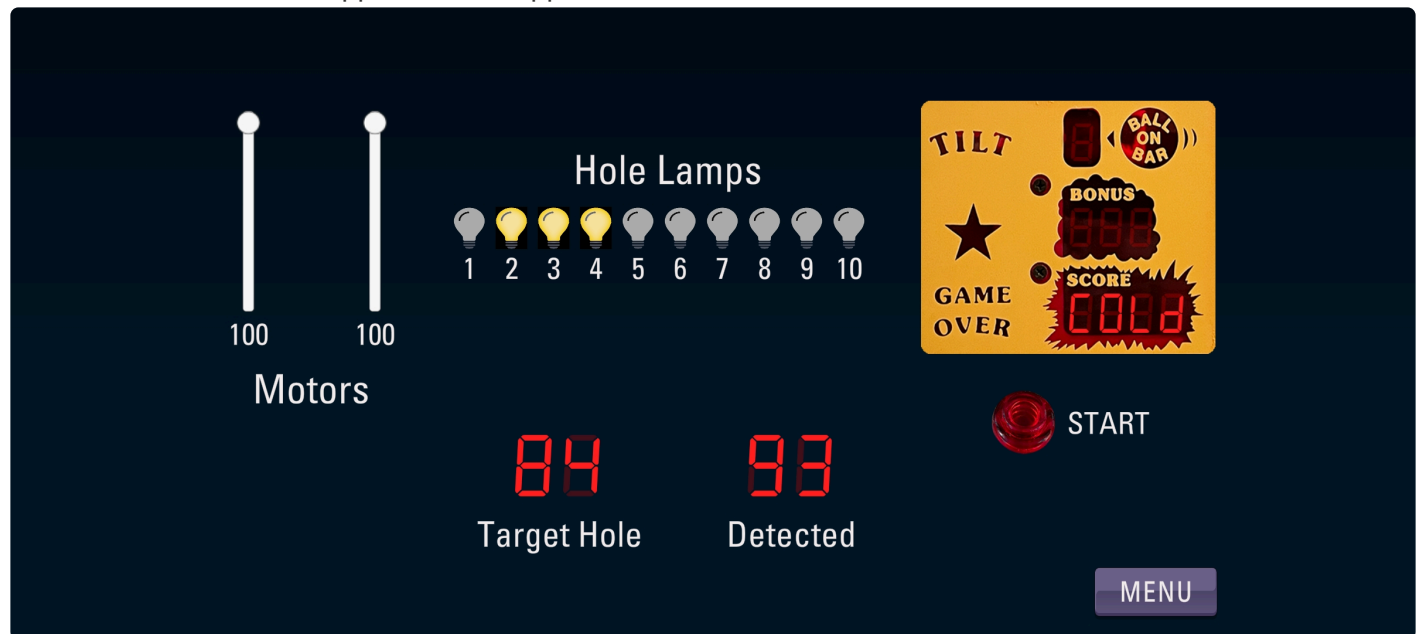 Hole Lamps
1 2 3 4 5 6 7 8 9 10
100 100
Motors
TILT
BALL
ON
BAR
BONUS
SCORE
COLd
GAME
OVER
START
84
Target Hole
93
Detected
MENU